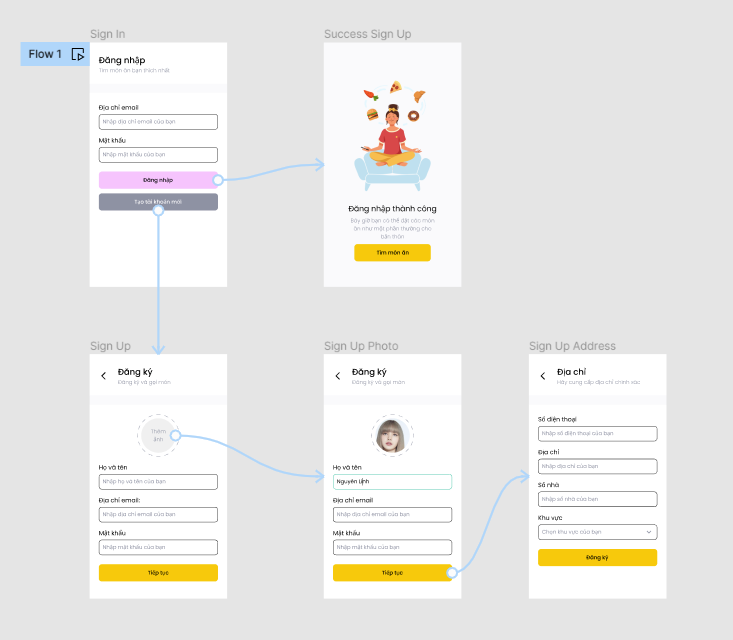 Sign In
Flow 1
Đăng nhập
Tìm món ăn bạn thích nhất
Địa chỉ email
Nhập địa chỉ email của bạn
Mật khẩu
Nhập mật khẩu của bạn
Đăng nhập
Tạo tài khoản mới
Success Sign Up
Đăng nhập thành công
Bây giờ bạn có thể đặt các món
ăn như một phần thưởng cho
bản thân
Tìm món ăn
Sign Up
Đăng ký
Đăng ký và gọi món
Thêm
ảnh
Họ và tên
Nhập họ và tên của bạn
Địa chỉ email:
Nhập địa chỉ email của bạn
Mật khẩu
Nhập mật khẩu của bạn
Tiếp tục
Sign Up Photo
Đăng ký
Đăng ký và gọi món
Họ và tên
Nguyễn Lịnh
Địa chỉ email
Nhập địa chỉ email của bạn
Mật khẩu
Nhập mật khẩu của bạn
Tiếp tục
Sign Up Address
Địa chỉ
Hãy cung cấp địa chỉ chính xác
Số điện thoại
Nhập số điện thoại của bạn
Địa chỉ
Nhập địa chỉ của bạn
Số nhà
Nhập số nhà của bạn
Khu vực
Chọn khu vực của bạn
Đăng ký